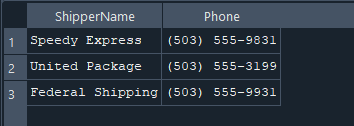 ShipperName Phone
1 Speedy Express (503) 555-9831
2 United Package (503) 555-3199
3 Federal Shipping (503) 555-9931